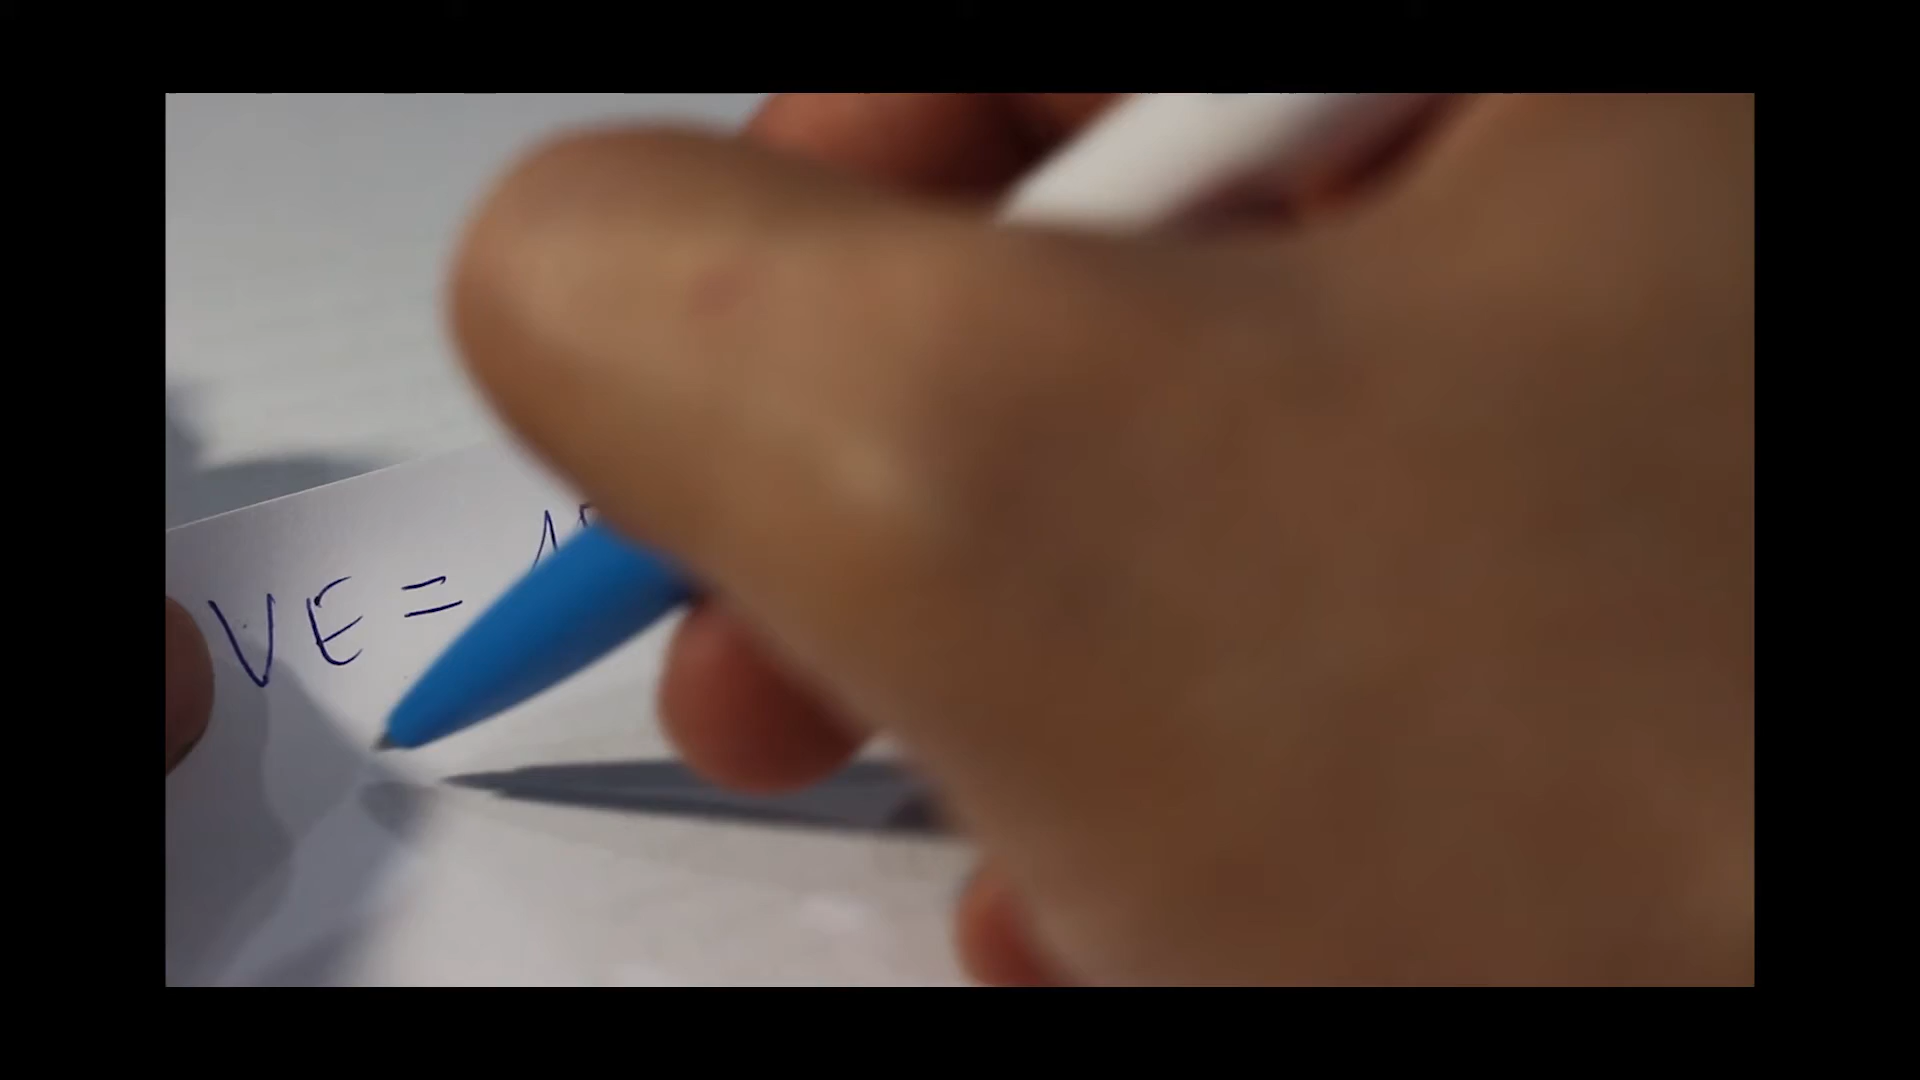 VE =